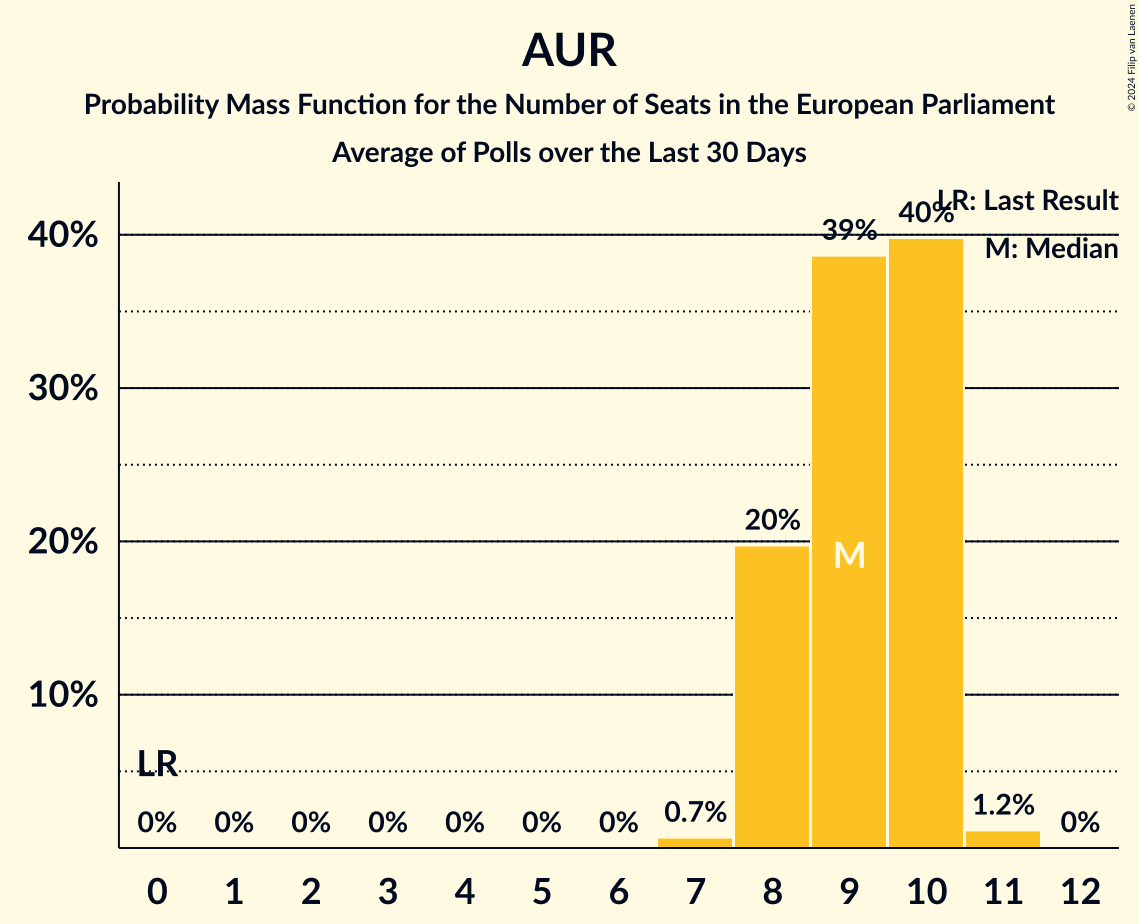 AUR
Probability Mass Function for the Number of Seats in the European Parliament
Average of Polls over the Last 30 Days
© 2024 Filip van Laenen
LR: Last Result
M: Median
40%
30%
20%
10%
LR
M
0% 0% 0% 0% 0% 0% 0% 0.7% 20% 39% 40% 1.2% 0%
0 1 2 3 4 5 6 7 8 9 10 11 12